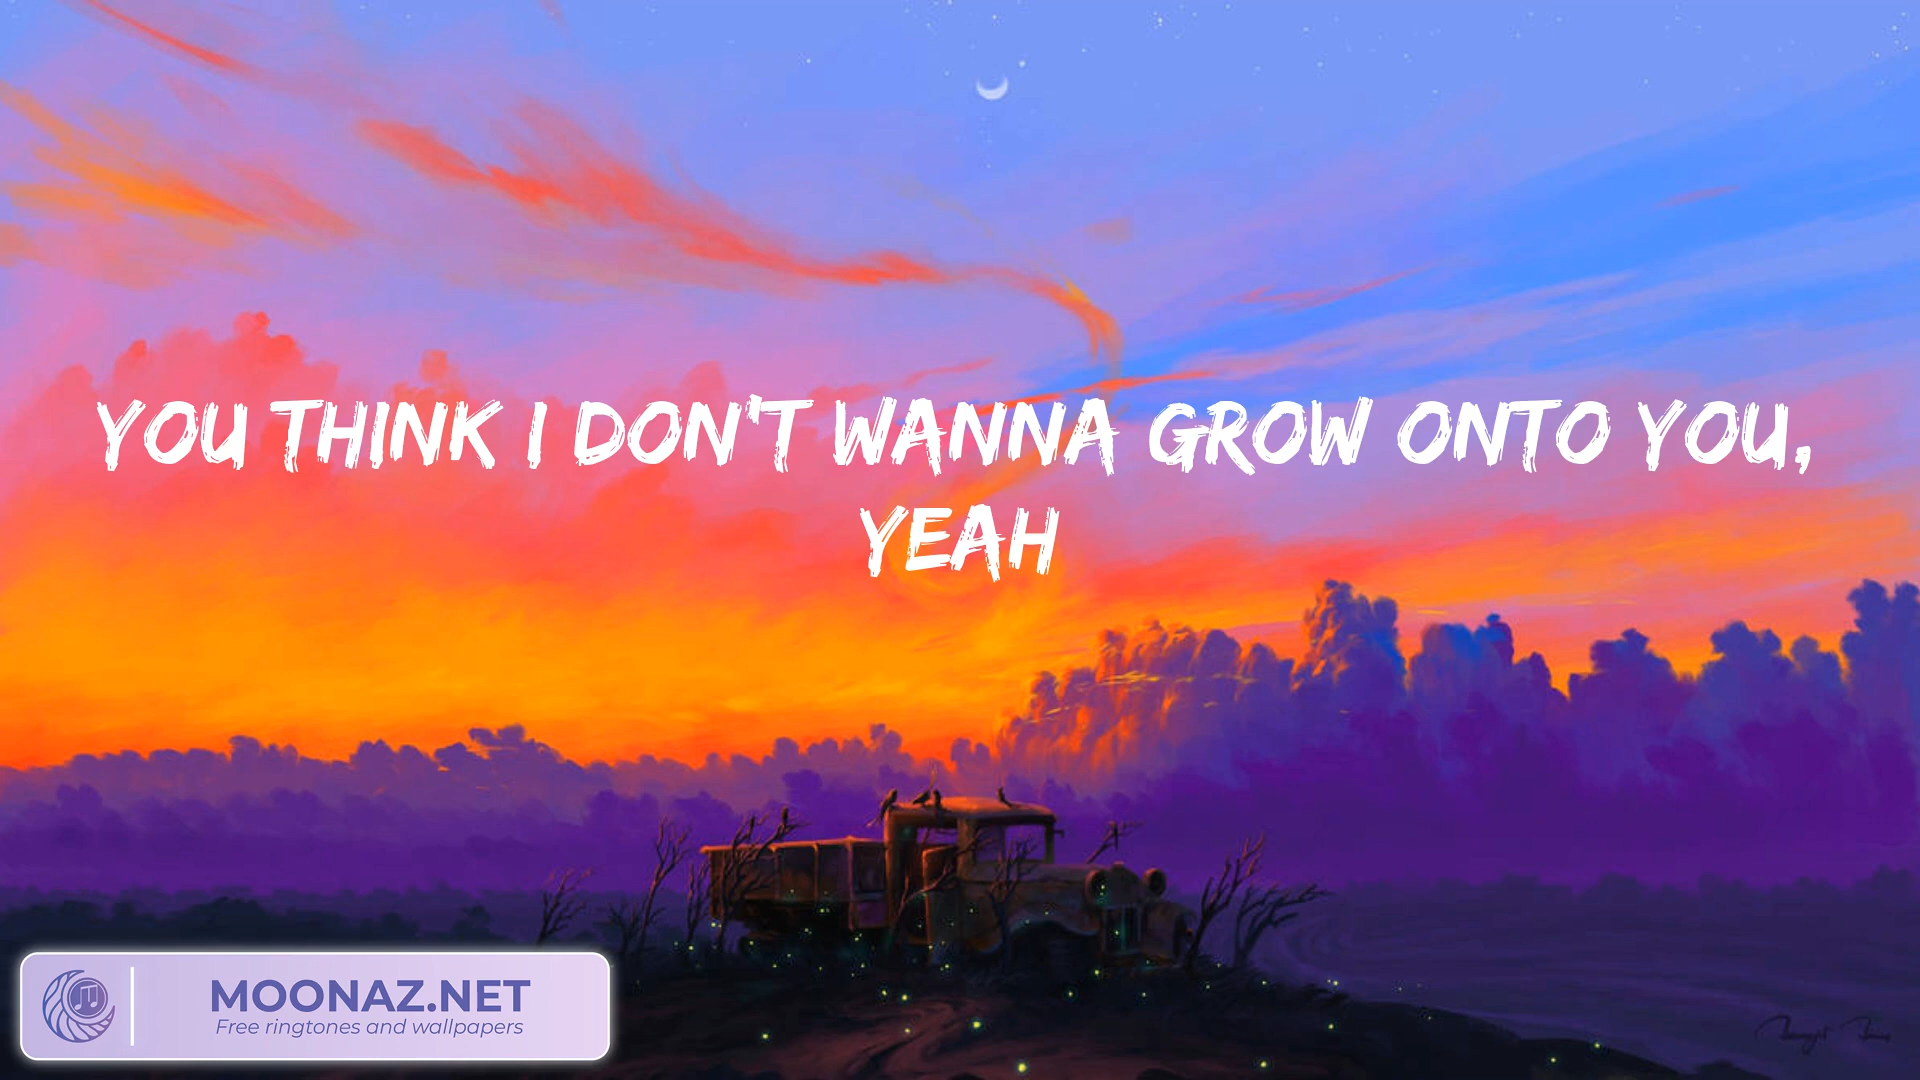 YOU THINK I DON'T WANNA GROW ONTO YOU,
YEAH
MOONAZ.NET
Free ringtones and wallpapers